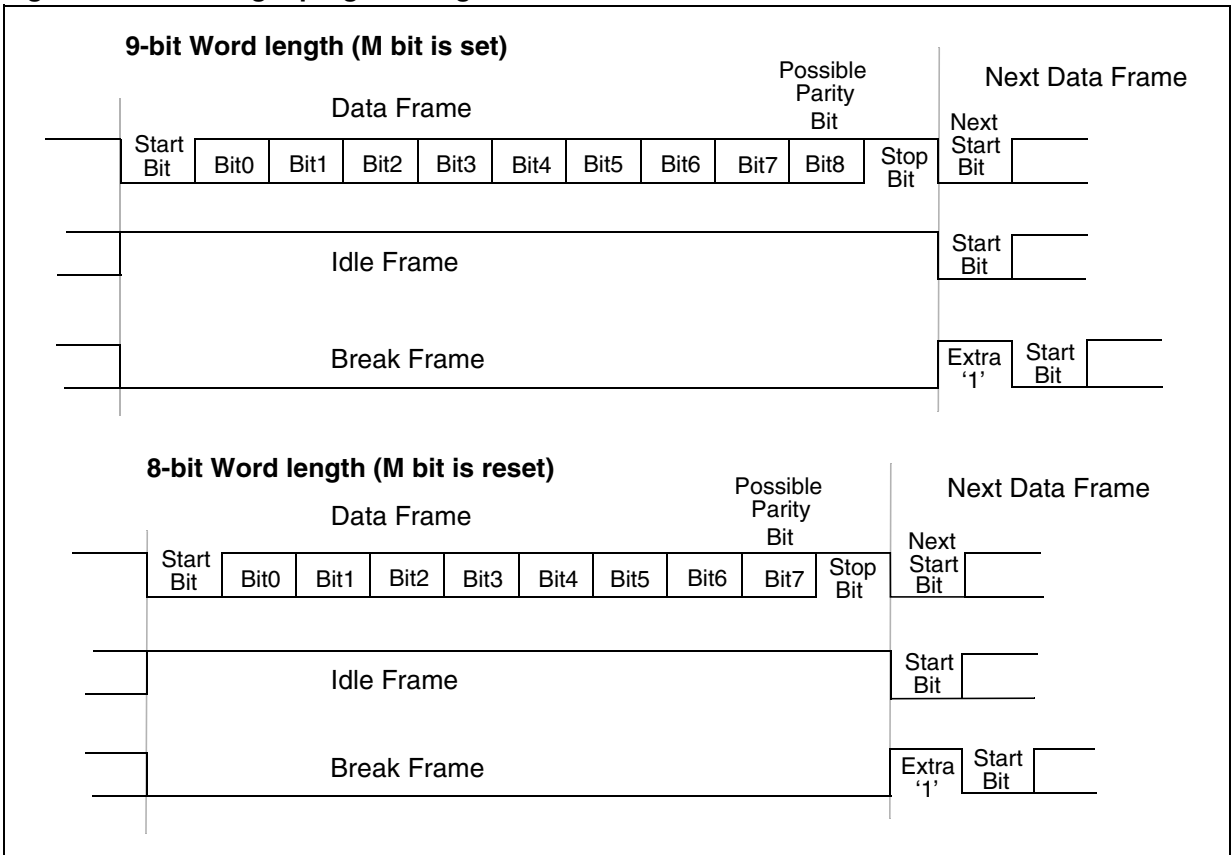 9-bit Word length (M bit is set)
Possible
Parity
Bit
Next Data Frame
Data Frame
Next
Start
Bit
Start
Bit
Bit0
Bit1
Bit2
Bit3
Bit4
Bit5
Bit6
Bit7
Bit8
Stop
Bit
Idle Frame
Start
Bit
Break Frame
Extra
‘1’
Start
Bit
8-bit Word length (M bit is reset)
Possible
Parity
Bit
Next Data Frame
Data Frame
Next
Start
Bit
Start
Bit
Bit0
Bit1
Bit2
Bit3
Bit4
Bit5
Bit6
Bit7
Stop
Bit
Idle Frame
Start
Bit
Break Frame
Extra
‘1’
Start
Bit